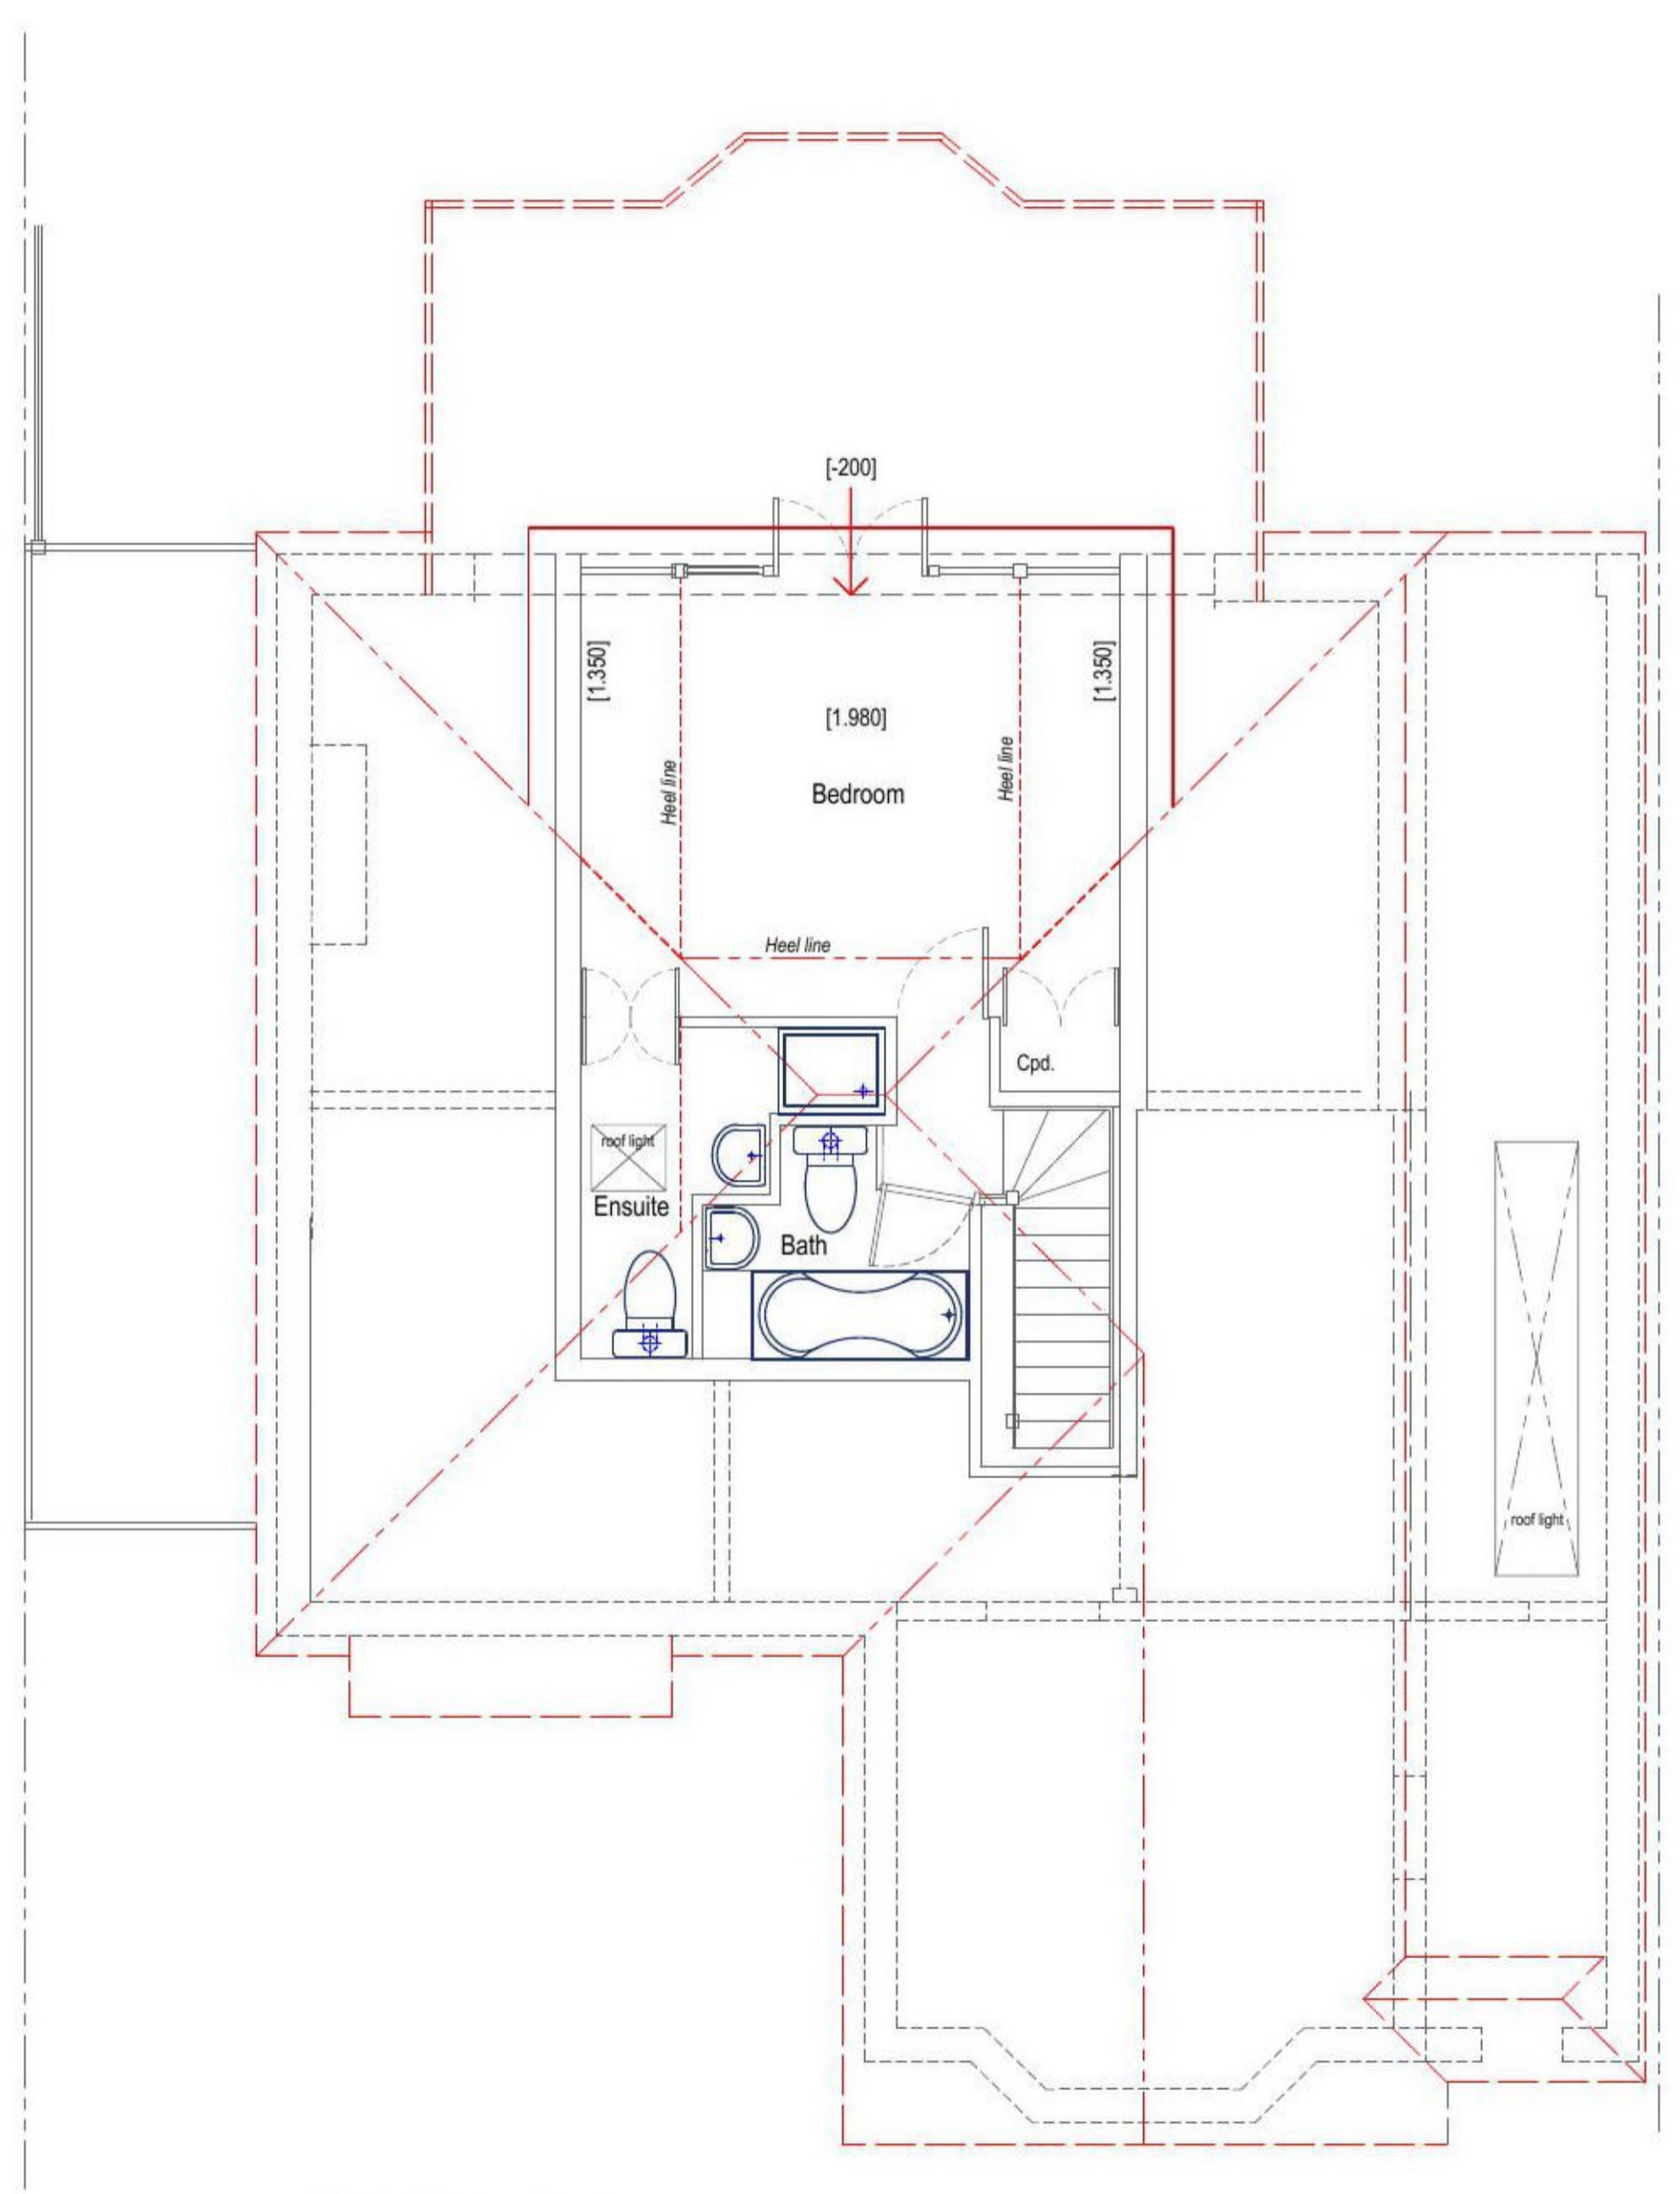 [-200]
[1.350]
[1.350]
[1.980]
Heel line
Heel line
Bedroom
Heel line
Cpd.
roof light
Ensuite
Bath
roof light